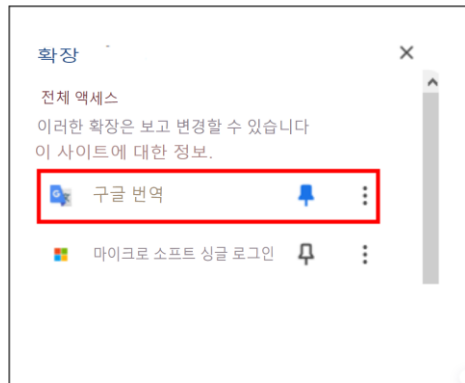 확장
전체 액세스
이러한 확장은 보고 변경할 수 있습니다
이 사이트에 대한 정보.
구글 번역
마이크로 소프트 싱글 로그인